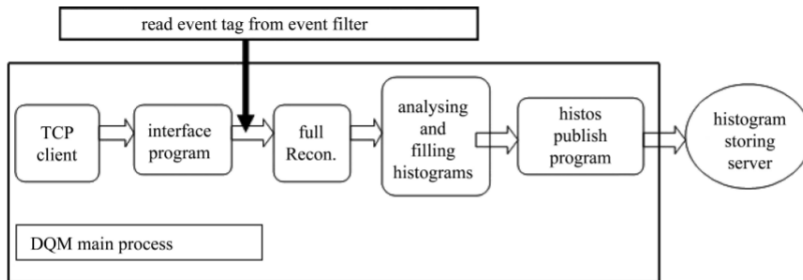 read event tag from event filter
TCP
client
interface
program
full
Recon.
analysing
and
filling
histograms
histos
publish
program
histogram
storing
server
DQM main process